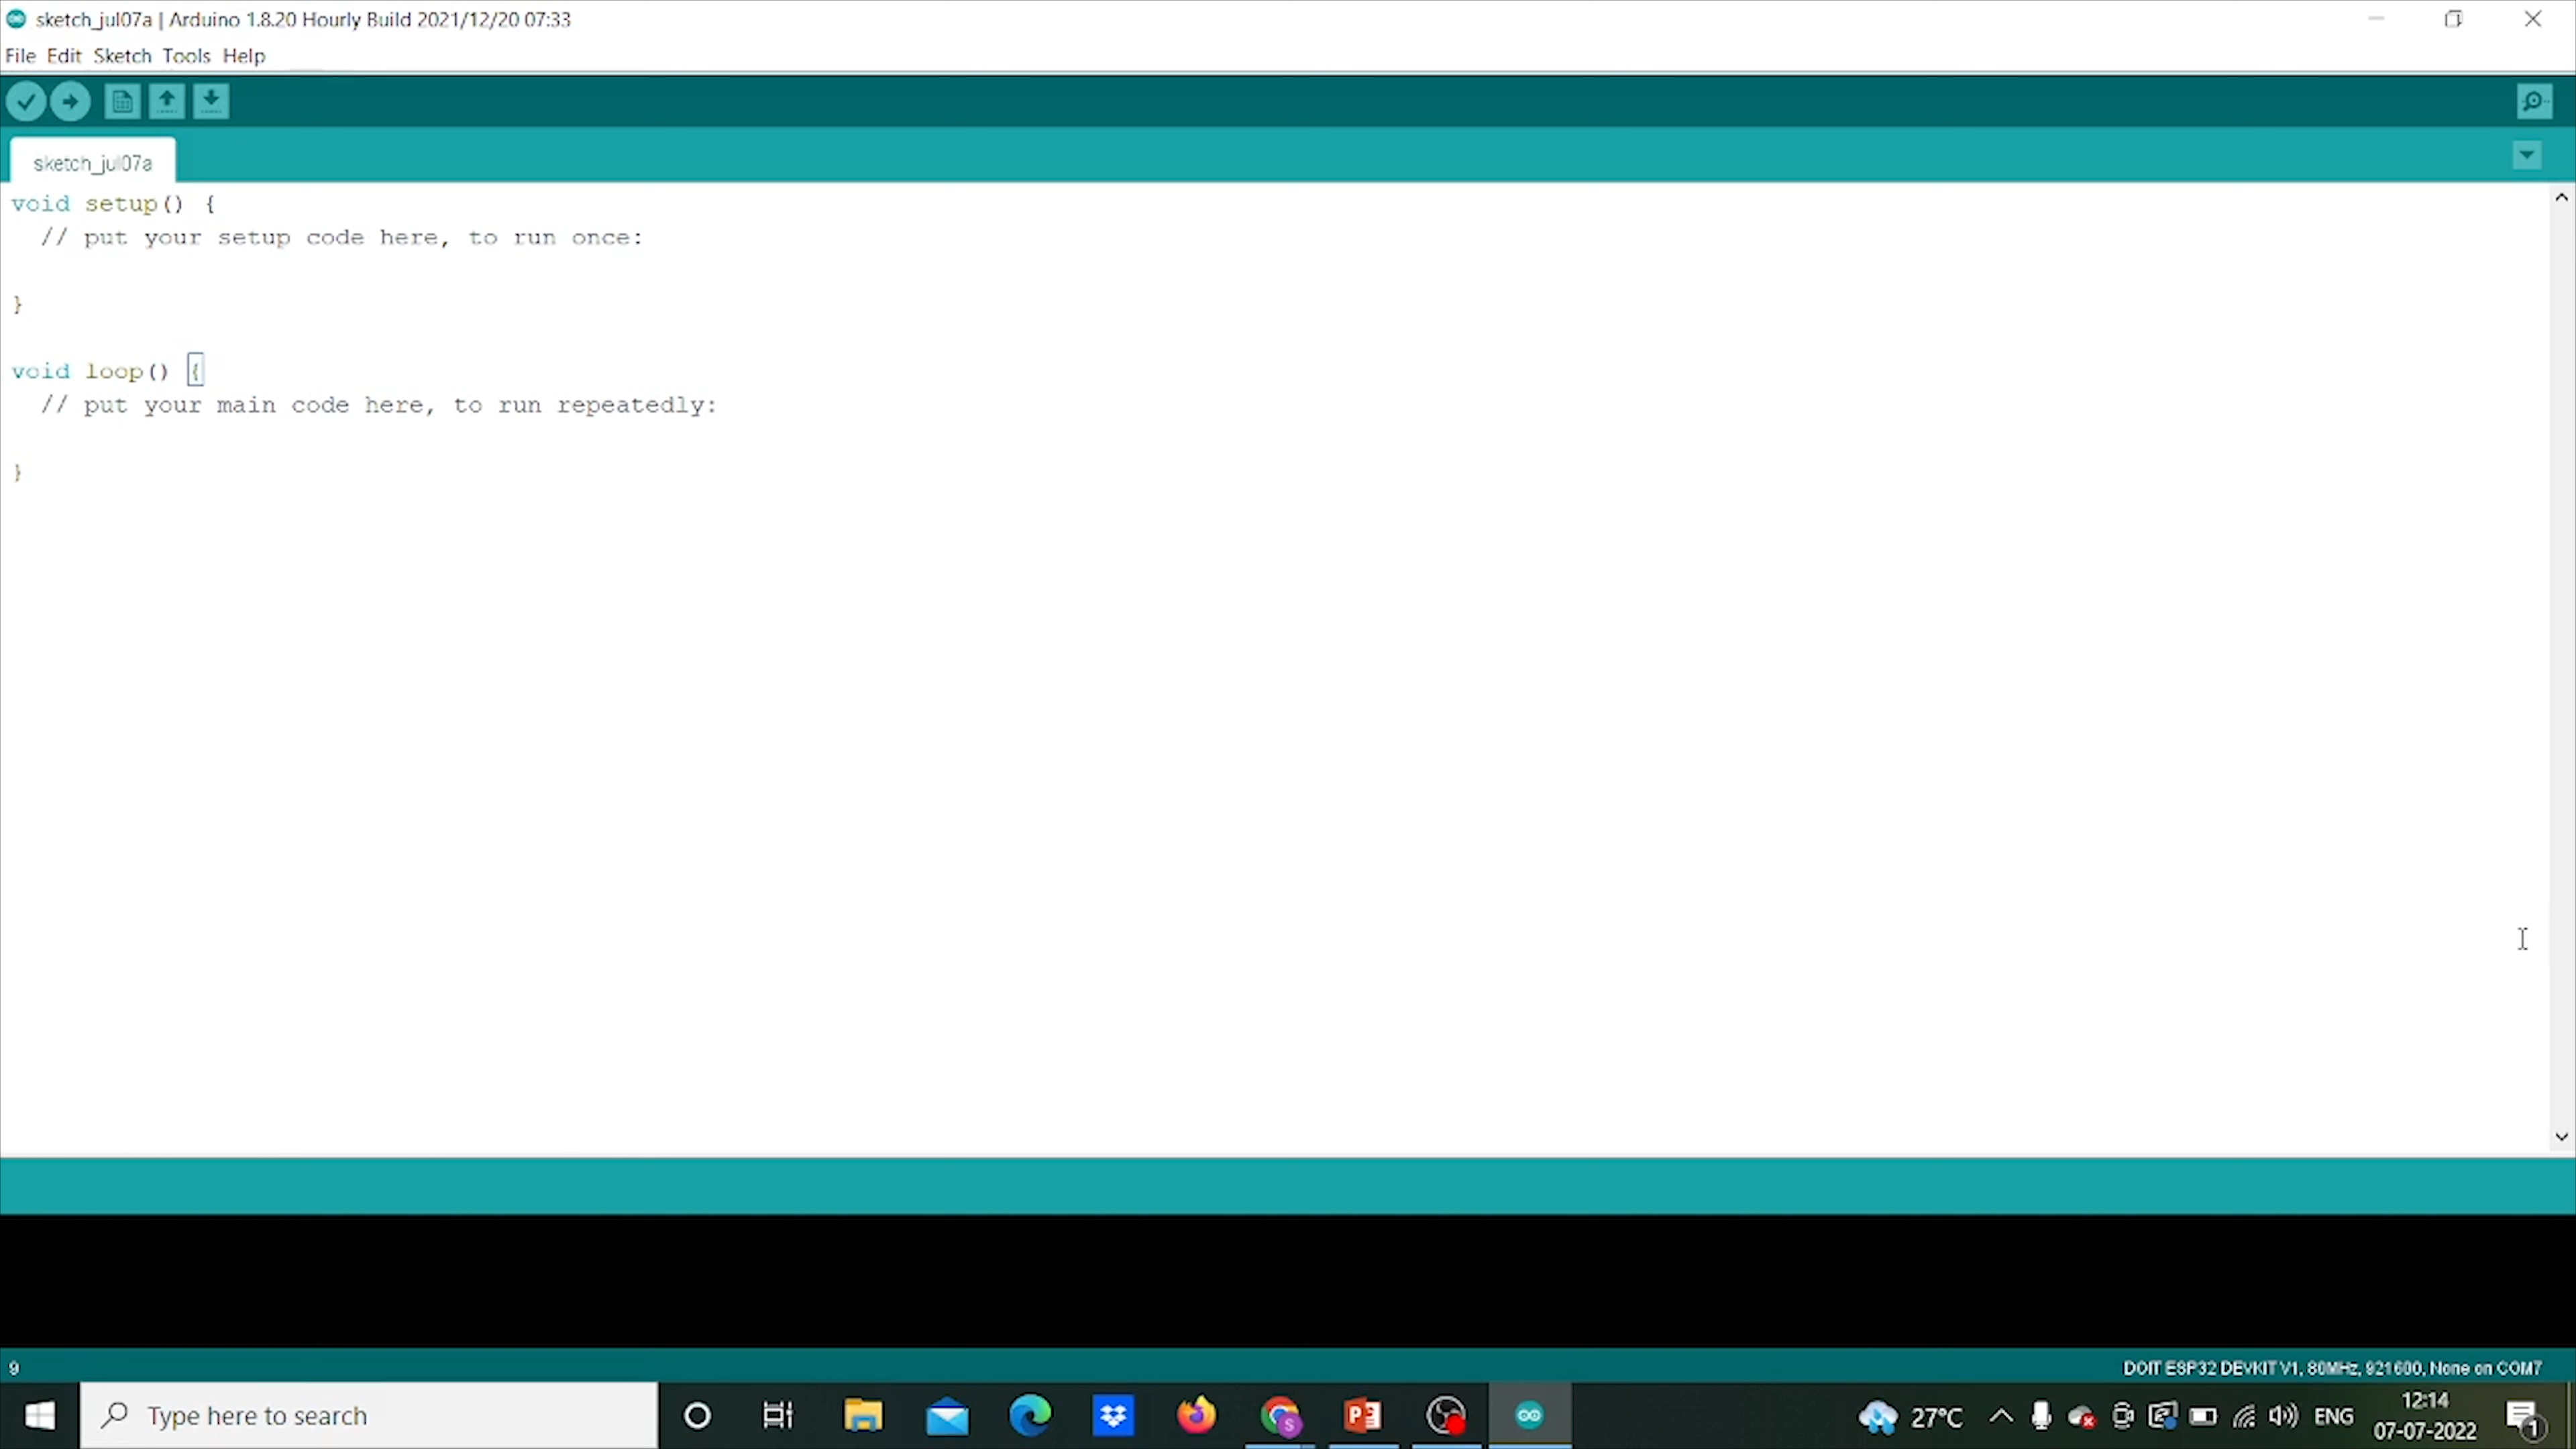 sketch_jul07a | Arduino 1.8.20 Hourly Build 2021/12/20 07:33
File Edit Sketch Tools Help
sketch_jul07a
void setup() {
  // put your setup code here, to run once:
}
void loop() {
  // put your main code here, to run repeatedly:
}
9
DOIT ESP32 DEVKIT V1, 80MHz, 921600, None on COM7
Type here to search
27°C
ENG
12:14
07-07-2022
1